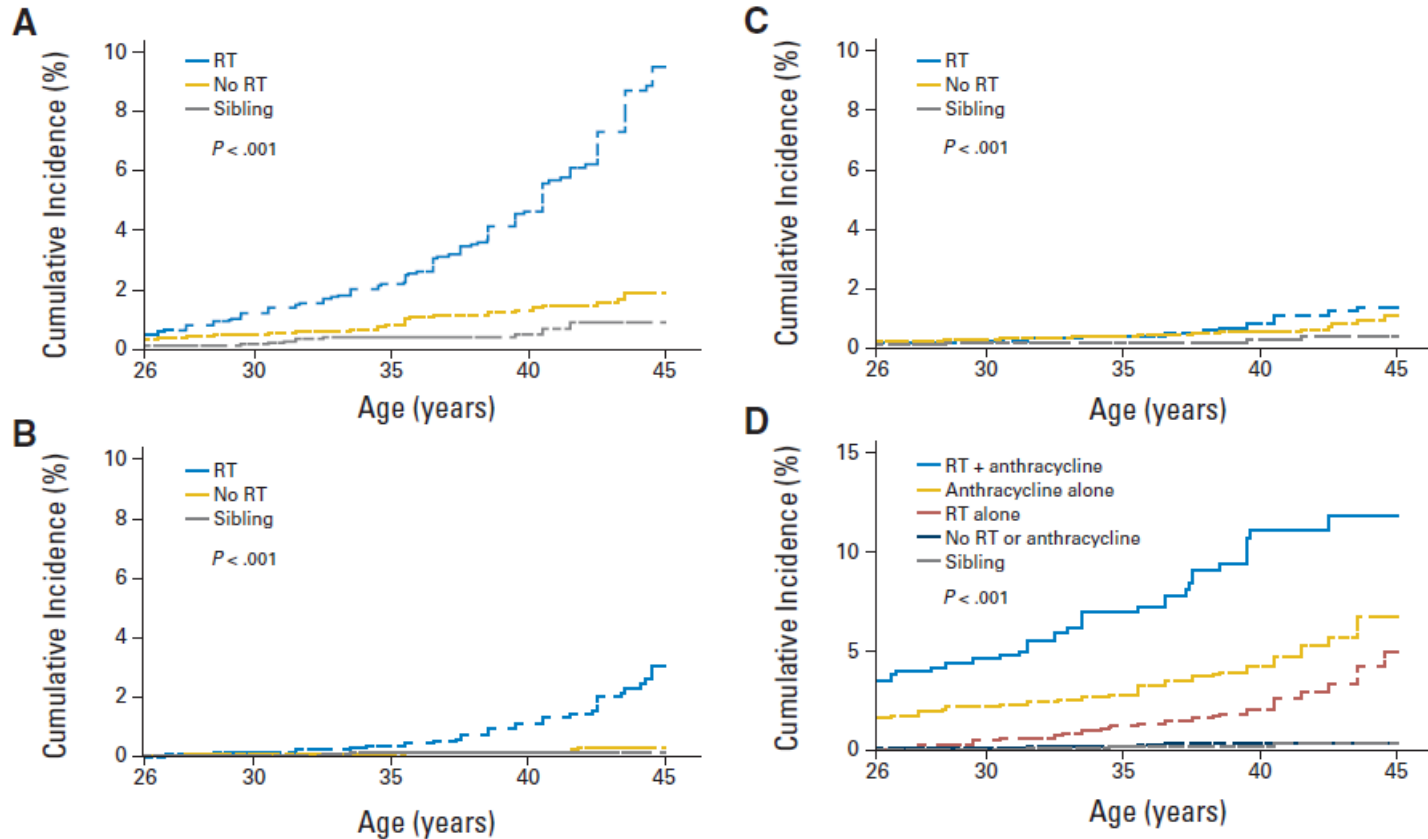 A
Cumulative Incidence (%)
10
8
6
4
2
0
RT
No RT
Sibling
P < .001
26
30
35
40
45
Age (years)
B
Cumulative Incidence (%)
10
8
6
4
2
0
RT
No RT
Sibling
P < .001
26
30
35
40
45
Age (years)
C
Cumulative Incidence (%)
10
8
6
4
2
0
RT
No RT
Sibling
P < .001
26
30
35
40
45
Age (years)
D
Cumulative Incidence (%)
15
10
5
0
RT + anthracycline
Anthracycline alone
RT alone
No RT or anthracycline
Sibling
P < .001
26
30
35
40
45
Age (years)